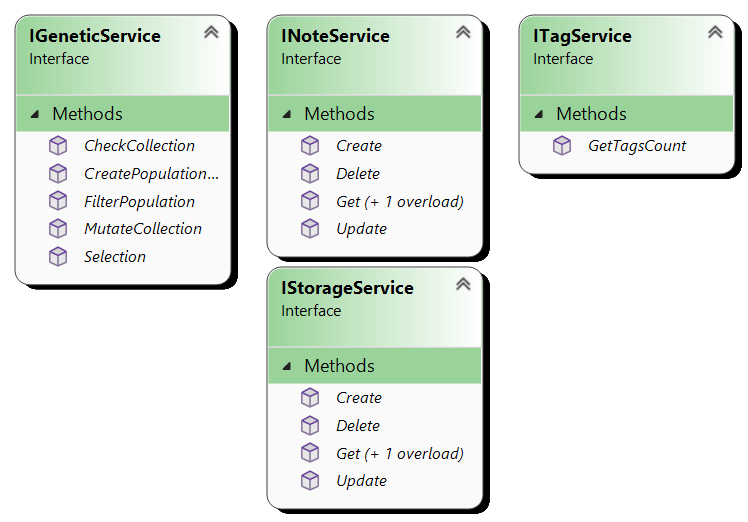 IGeneticService
Interface
Methods
CheckCollection
CreatePopulation...
FilterPopulation
MutateCollection
Selection
INoteService
Interface
Methods
Create
Delete
Get (+ 1 overload)
Update
ITagService
Interface
Methods
GetTagsCount
IStorageService
Interface
Methods
Create
Delete
Get (+ 1 overload)
Update